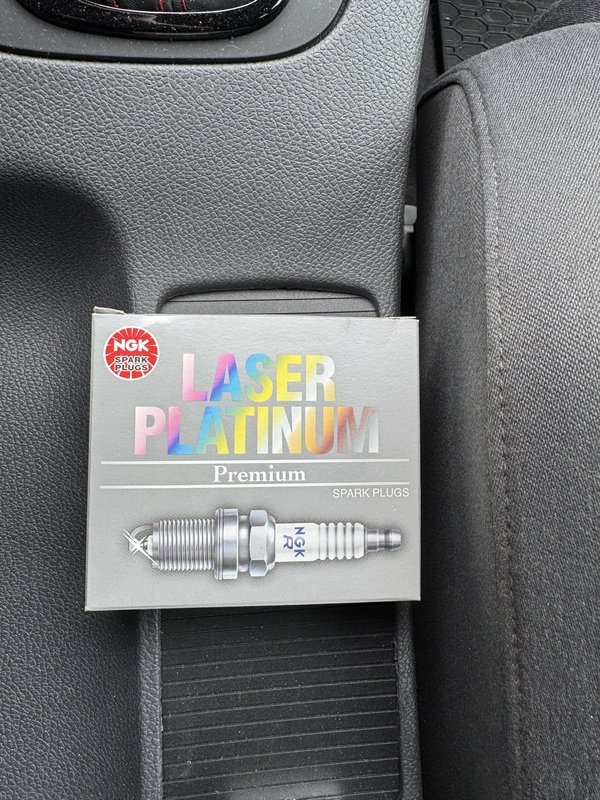 NGK
SPARK
PLUGS
LASER
PLATINUM
Premium
SPARK PLUGS
NGK
R